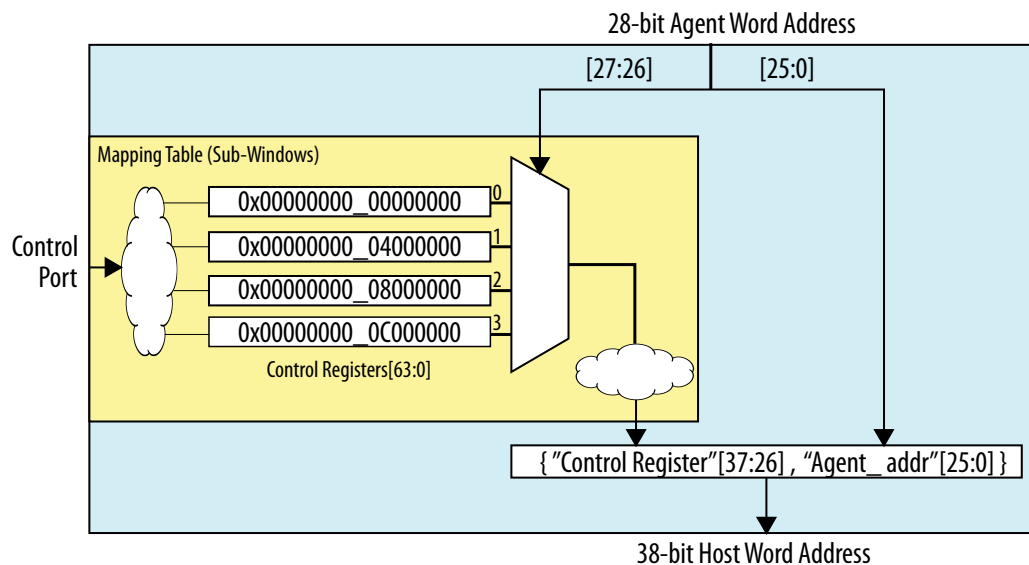 28-bit Agent Word Address
[27:26]
[25:0]
Mapping Table (Sub-Windows)
0x00000000_00000000
0
0x00000000_04000000
1
Control
Port
0x00000000_08000000
2
0x00000000_0C000000
3
Control Registers[63:0]
{ "Control Register"[37:26] , “Agent_ addr"[25:0] }
38-bit Host Word Address